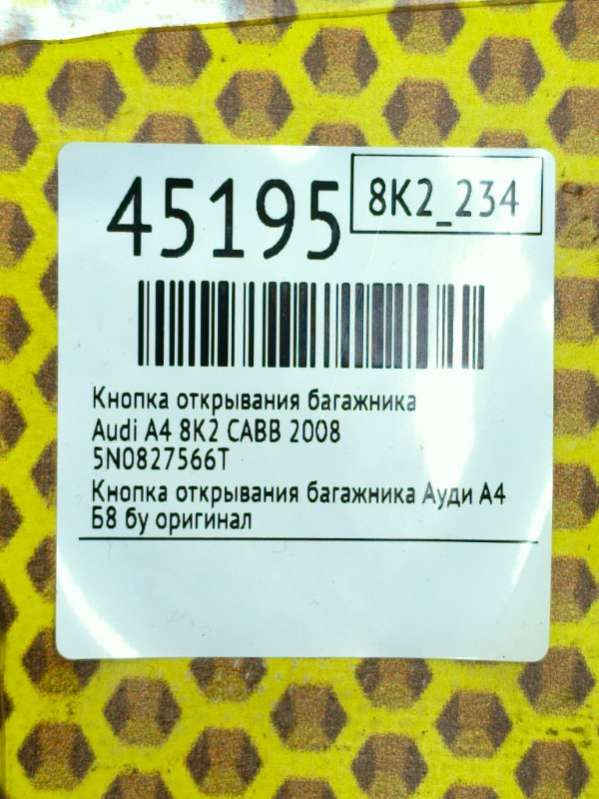 45195
8K2_234
Кнопка открывания багажника
Audi A4 8K2 CABB 2008
5N0827566T
Кнопка открывания багажника Ауди А4
Б8 бу оригинал